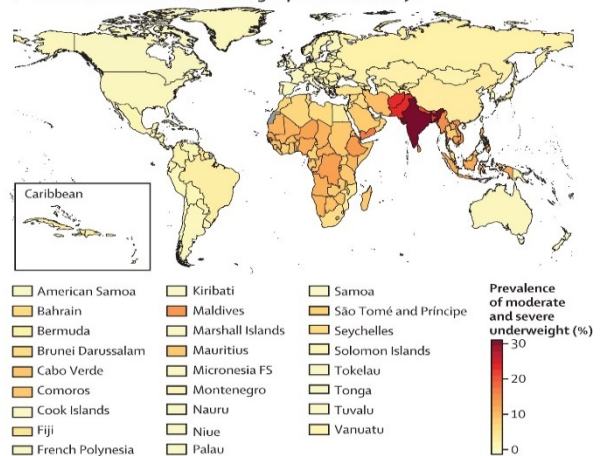 Caribbean
American Samoa
Bahrain
Bermuda
Brunei Darussalam
Cabo Verde
Comoros
Cook Islands
Fiji
French Polynesia
Kiribati
Maldives
Marshall Islands
Mauritius
Micronesia FS
Montenegro
Nauru
Niue
Palau
Samoa
São Tomé and Príncipe
Seychelles
Solomon Islands
Tokelau
Tonga
Tuvalu
Vanuatu
Prevalence
of moderate
and severe
underweight (%)
30
20
10
0